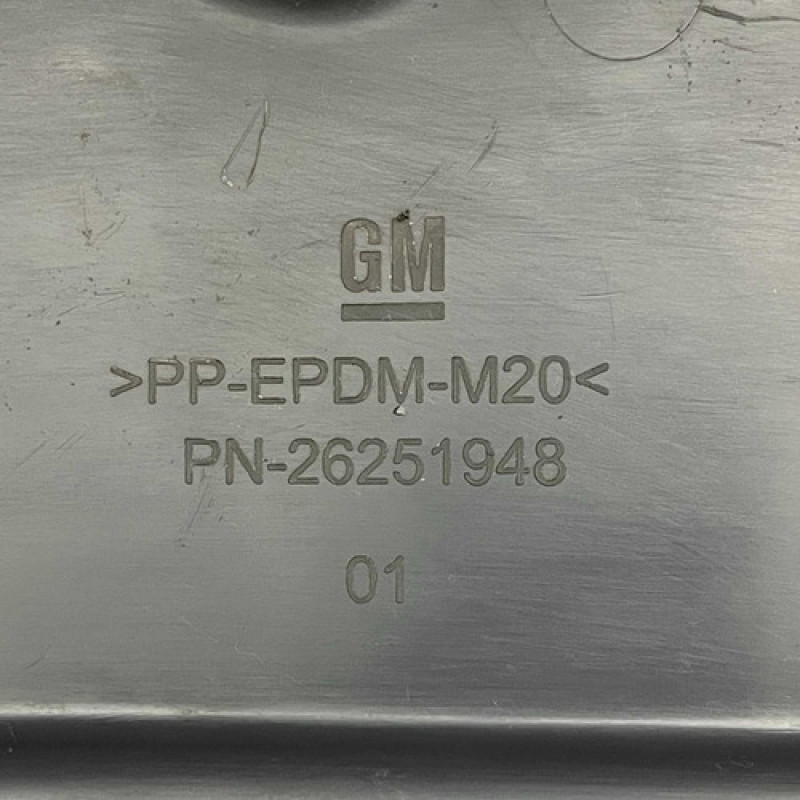 GM
>PP-EPDM-M20<
PN-26251948
01